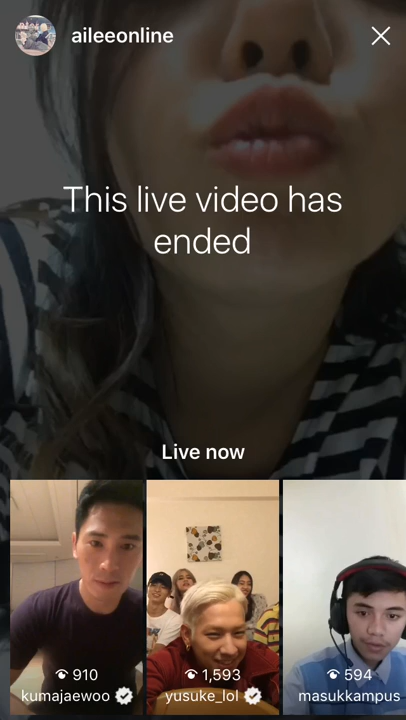 aileeonline
This live video has
ended
Live now
910
kumajaewoo
1,593
yusuke_lol
594
masukkampus